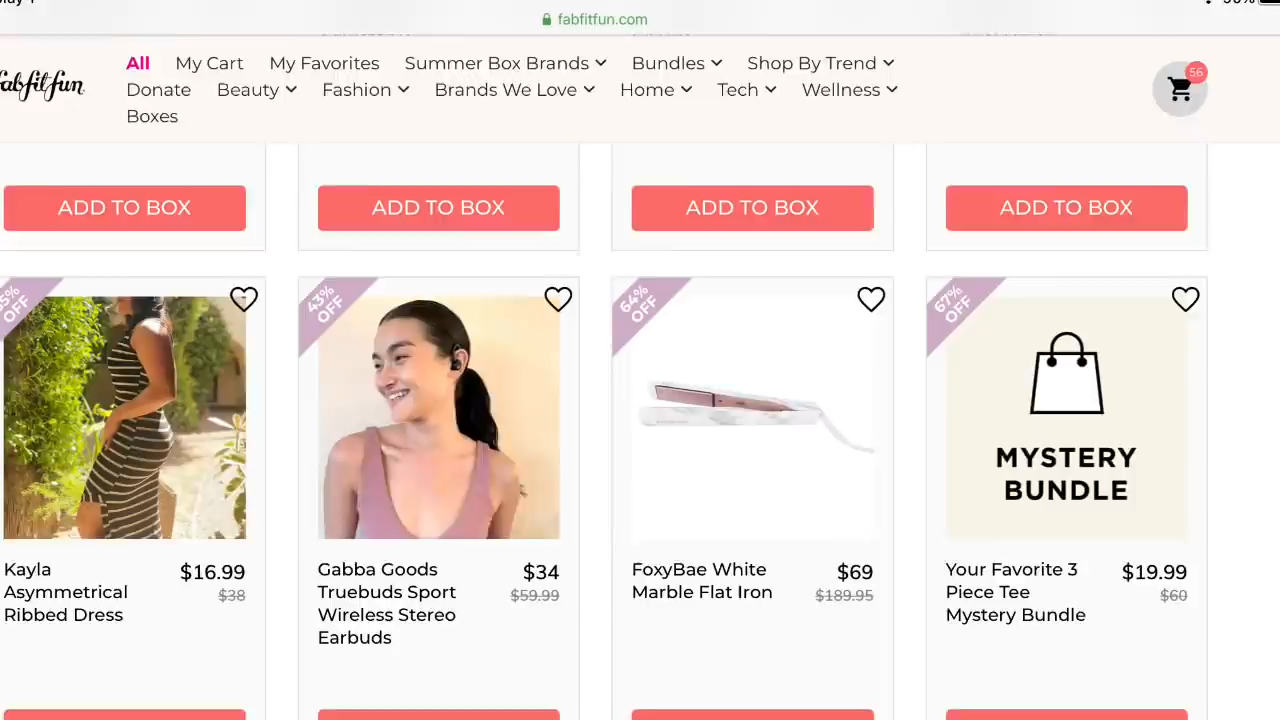 fabfitfun.com
fabfitfun
All My Cart My Favorites Summer Box Brands Bundles Shop By Trend
Donate Beauty Fashion Brands We Love Home Tech Wellness
Boxes
56
ADD TO BOX ADD TO BOX ADD TO BOX ADD TO BOX
OFF
43%
OFF
64%
OFF
67%
OFF
MYSTERY
BUNDLE
Kayla
Asymmetrical
Ribbed Dress
$16.99
$38
Gabba Goods
Truebuds Sport
Wireless Stereo
Earbuds
$34
$59.99
FoxyBae White
Marble Flat Iron
$69
$189.95
Your Favorite 3
Piece Tee
Mystery Bundle
$19.99
$60